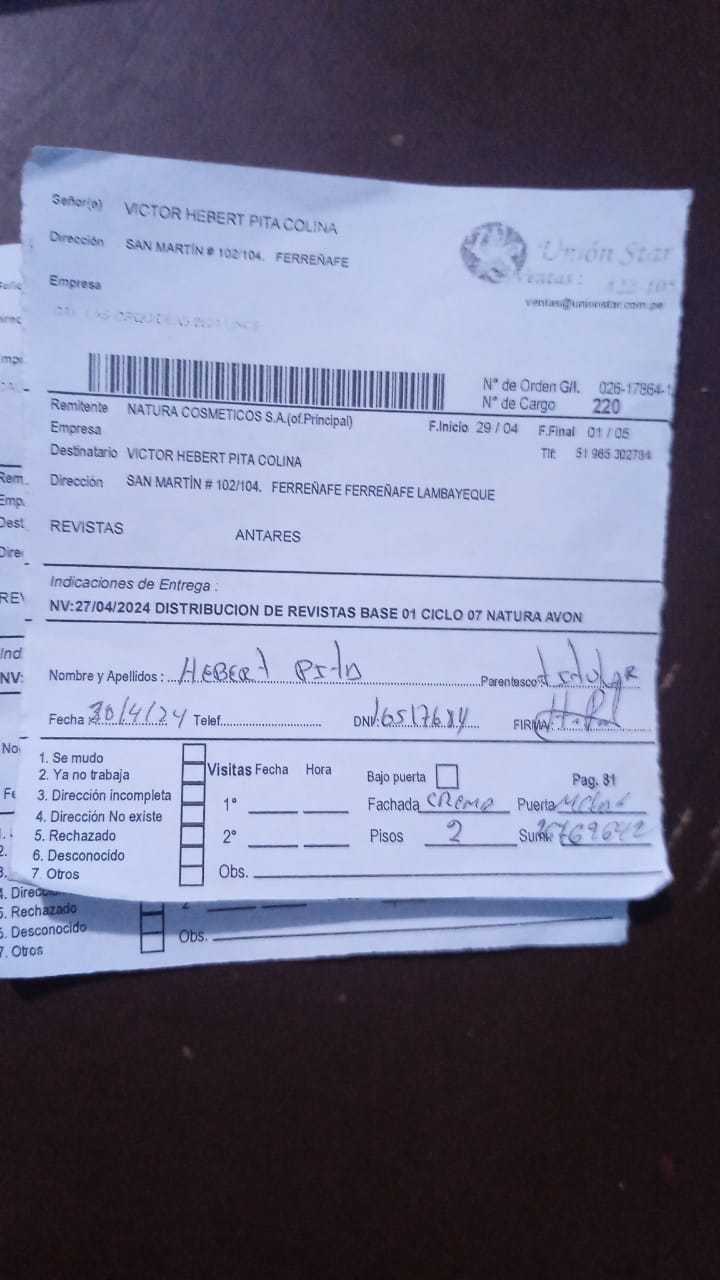 Señor(e) VICTOR HEBERT PITA COLINA
Dirección SAN MARTÍN # 102/104. FERREÑAFE
Unión Star
Ventas:
Empresa
ventas@unionstar.com.pe
N° de Orden G/I. 026-17864-1
N° de Cargo 220
Remitente NATURA COSMETICOS S.A.(of.Principal)
F.Inicio 29 / 04 F.Final 01 / 05
Empresa
Tlf: 51 965 302784
Destinatario VICTOR HEBERT PITA COLINA
Dirección SAN MARTÍN # 102/104. FERREÑAFE FERREÑAFE LAMBAYEQUE
REVISTAS ANTARES
Indicaciones de Entrega :
NV:27/04/2024 DISTRIBUCION DE REVISTAS BASE 01 CICLO 07 NATURA AVON
Nombre y Apellidos : HEBERT PITA Parentesco: titular
Fecha 30/4/24 Telef. DNI FIRMA
1. Se mudo
2. Ya no trabaja
3. Dirección incompleta
4. Dirección No existe
5. Rechazado
6. Desconocido
7 Otros
Visitas Fecha Hora
1°
2°
Obs.
Bajo puerta Pag. 81
Fachada CREMA Puerta
Pisos 2 Sum.
4. Direcc
5. Rechazado
6. Desconocido
7. Otros
Obs.